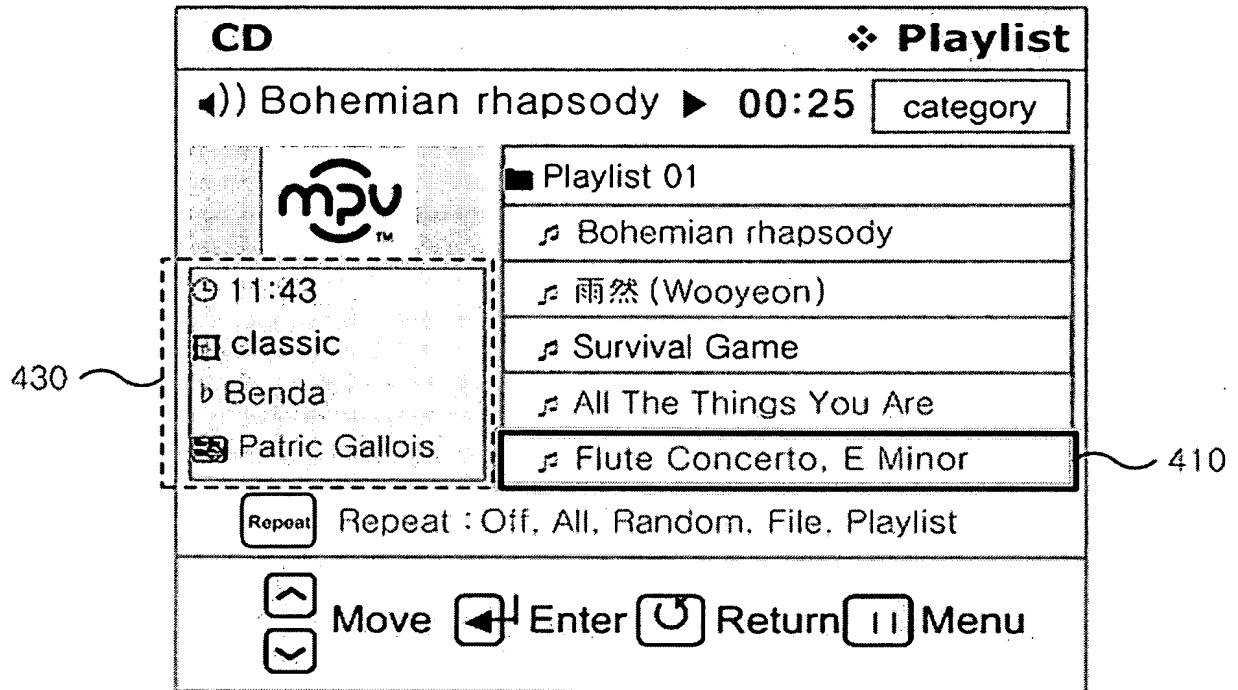 CD ❖ Playlist
Bohemian rhapsody ▶ 00:25 category
mpv TM
Playlist 01
Bohemian rhapsody
雨然 (Wooyeon)
Survival Game
All The Things You Are
Flute Concerto, E Minor
410
11:43
classic
Benda
Patric Gallois
430
Repeat Repeat : Off, All, Random, File, Playlist
Move Enter Return Menu